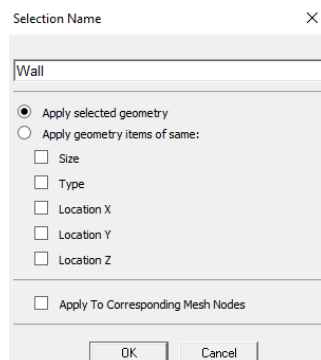 Selection Name
Wall
Apply selected geometry
Apply geometry items of same:
Size
Type
Location X
Location Y
Location Z
Apply To Corresponding Mesh Nodes
OK Cancel